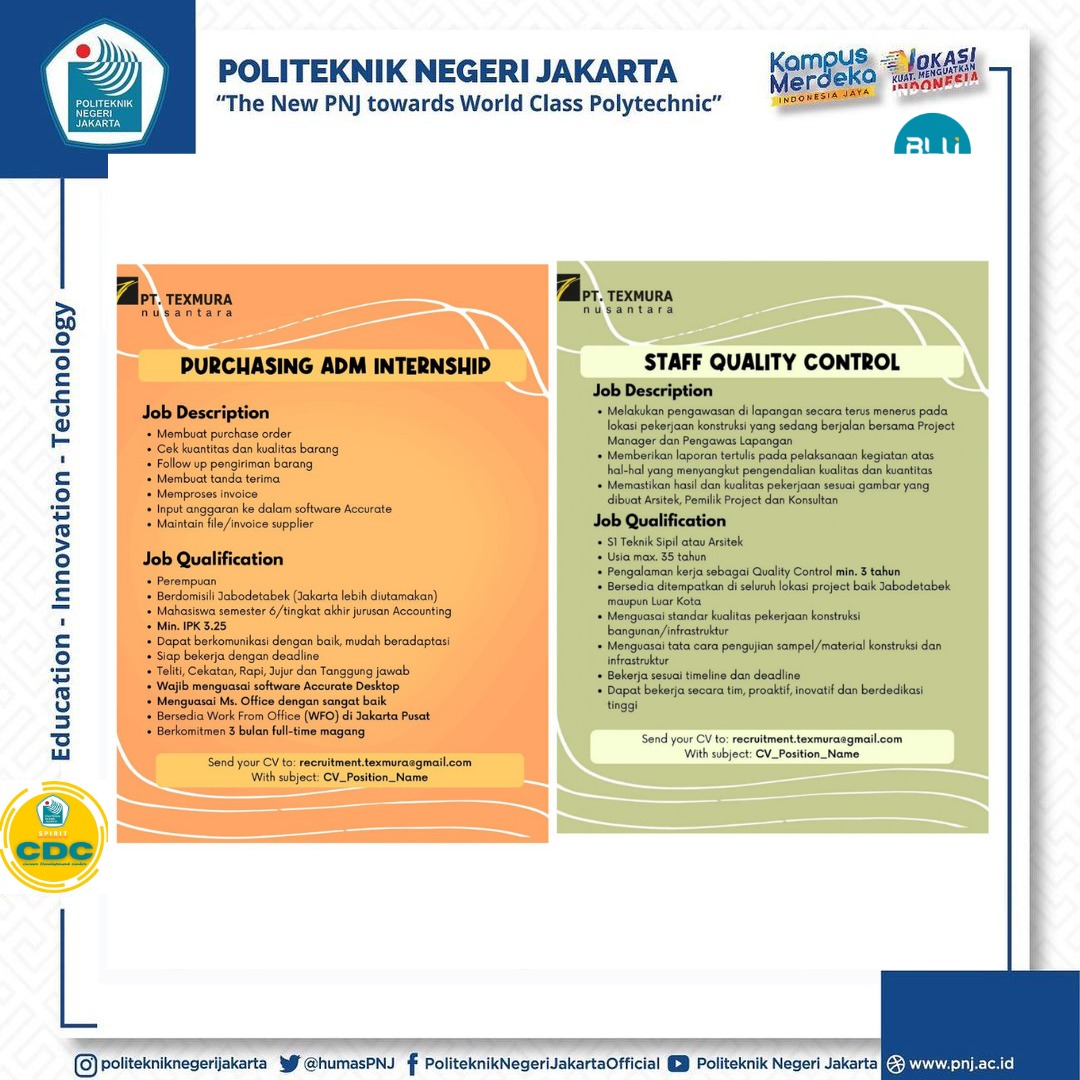 POLITEKNIK
NEGERI
JAKARTA
POLITEKNIK NEGERI JAKARTA
“The New PNJ towards World Class Polytechnic”
Kampus
Merdeka
INDONESIA JAYA
VOKASI
KUAT, MENGUATKAN
INDONESIA
BLU
Education - Innovation - Technology
PT. TEXMURA
nusantara
PURCHASING ADM INTERNSHIP
Job Description
• Membuat purchase order
• Cek kuantitas dan kualitas barang
• Follow up pengiriman barang
• Membuat tanda terima
• Memproses invoice
• Input anggaran ke dalam software Accurate
• Maintain file/invoice supplier
Job Qualification
• Perempuan
• Berdomisili Jabodetabek (Jakarta lebih diutamakan)
• Mahasiswa semester 6/tingkat akhir jurusan Accounting
• Min. IPK 3.25
• Dapat berkomunikasi dengan baik, mudah beradaptasi
• Siap bekerja dengan deadline
• Teliti, Cekatan, Rapi, Jujur dan Tanggung jawab
• Wajib menguasai software Accurate Desktop
• Menguasai Ms. Office dengan sangat baik
• Bersedia Work From Office (WFO) di Jakarta Pusat
• Berkomitmen 3 bulan full-time magang
Send your CV to: recruitment.texmura@gmail.com
With subject: CV_Position_Name
PT. TEXMURA
nusantara
STAFF QUALITY CONTROL
Job Description
• Melakukan pengawasan di lapangan secara terus menerus pada
lokasi pekerjaan konstruksi yang sedang berjalan bersama Project
Manager dan Pengawas Lapangan
• Memberikan laporan tertulis pada pelaksanaan kegiatan atas
hal-hal yang menyangkut pengendalian kualitas dan kuantitas
• Memastikan hasil dan kualitas pekerjaan sesuai gambar yang
dibuat Arsitek, Pemilik Project dan Konsultan
Job Qualification
• S1 Teknik Sipil atau Arsitek
• Usia max. 35 tahun
• Pengalaman kerja sebagai Quality Control min. 3 tahun
• Bersedia ditempatkan di seluruh lokasi project baik Jabodetabek
maupun Luar Kota
• Menguasai standar kualitas pekerjaan konstruksi
bangunan/infrastruktur
• Menguasai tata cara pengujian sampel/material konstruksi dan
infrastruktur
• Bekerja sesuai timeline dan deadline
• Dapat bekerja secara tim, proaktif, inovatif dan berdedikasi
tinggi
Send your CV to: recruitment.texmura@gmail.com
With subject: CV_Position_Name
SPIRIT
CDC
politekniknegerijakarta
@humasPNJ
PoliteknikNegeriJakartaOfficial
Politeknik Negeri Jakarta
www.pnj.ac.id